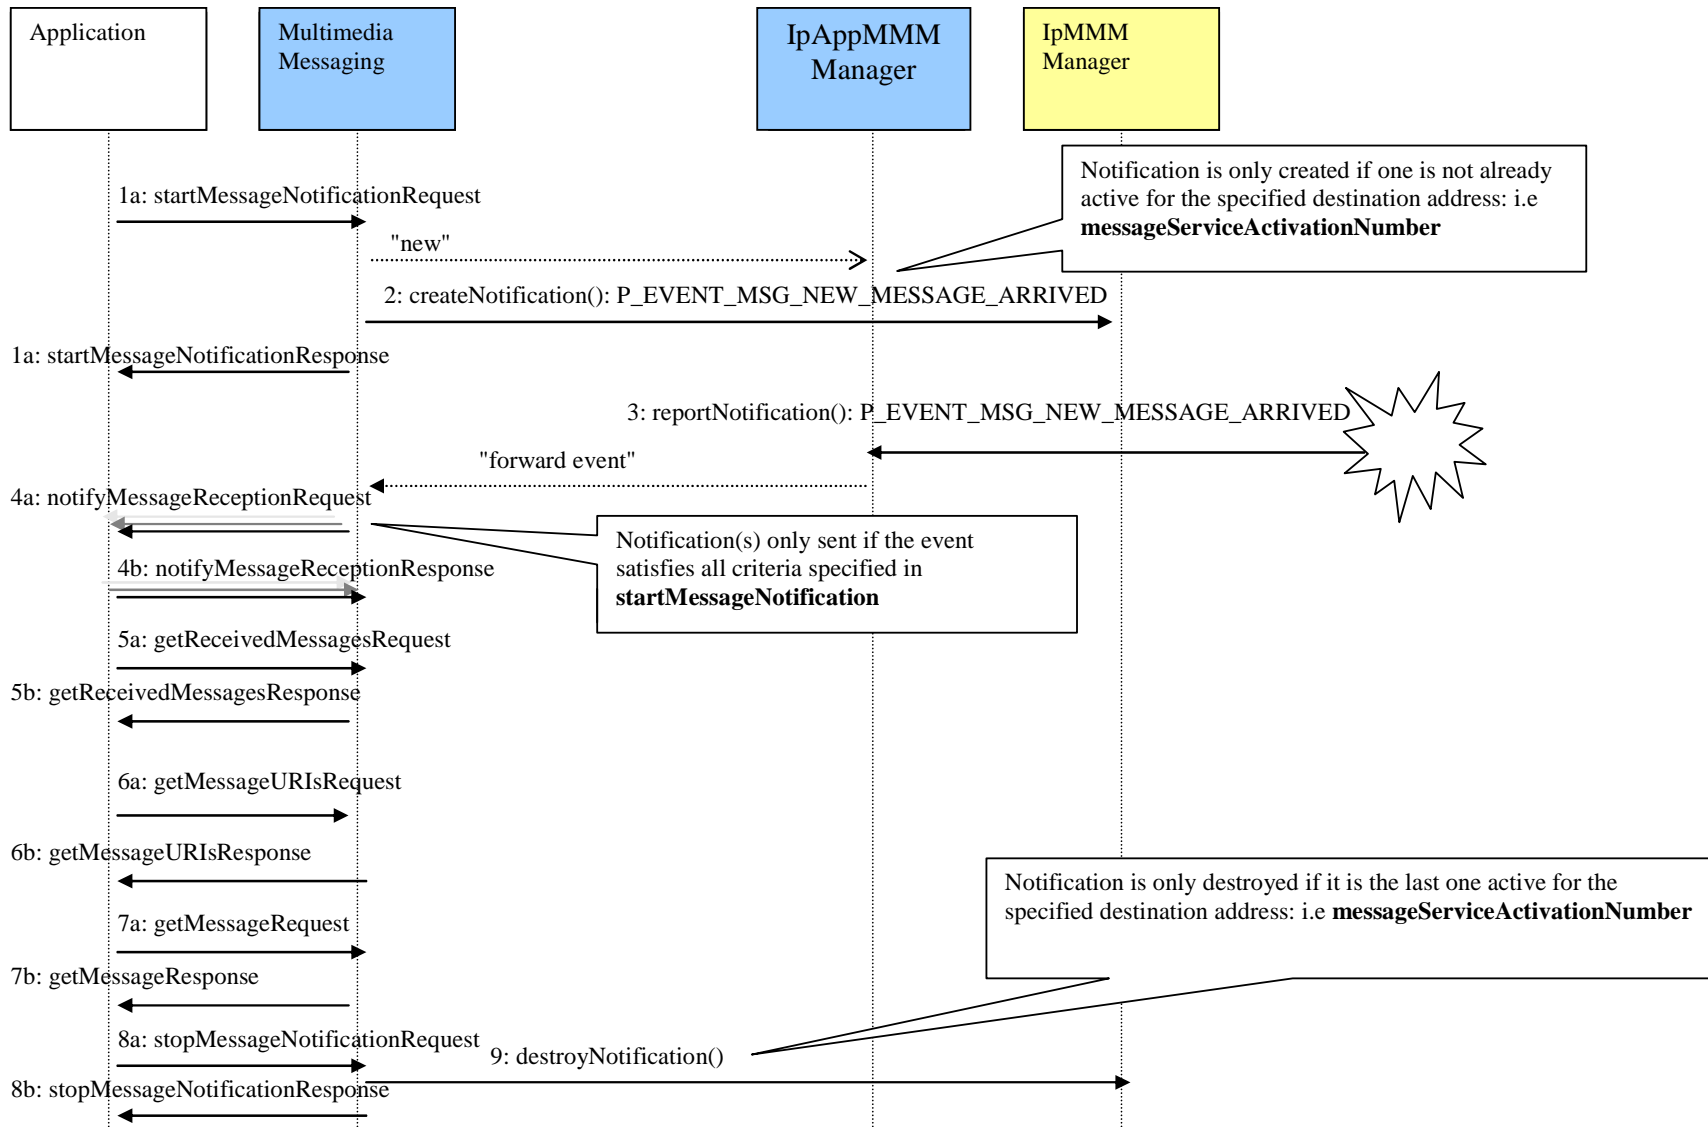 Application
Multimedia
Messaging
IpAppMMM
Manager
IpMMM
Manager
Notification is only created if one is not already
active for the specified destination address: i.e
messageServiceActivationNumber
1a: startMessageNotificationRequest
"new"
2: createNotification(): P_EVENT_MSG_NEW_MESSAGE_ARRIVED
1a: startMessageNotificationResponse
3: reportNotification(): P_EVENT_MSG_NEW_MESSAGE_ARRIVED
"forward event"
4a: notifyMessageReceptionRequest
Notification(s) only sent if the event
satisfies all criteria specified in
startMessageNotification
4b: notifyMessageReceptionResponse
5a: getReceivedMessagesRequest
5b: getReceivedMessagesResponse
6a: getMessageURIsRequest
6b: getMessageURIsResponse
Notification is only destroyed if it is the last one active for the
specified destination address: i.e messageServiceActivationNumber
7a: getMessageRequest
7b: getMessageResponse
8a: stopMessageNotificationRequest
9: destroyNotification()
8b: stopMessageNotificationResponse